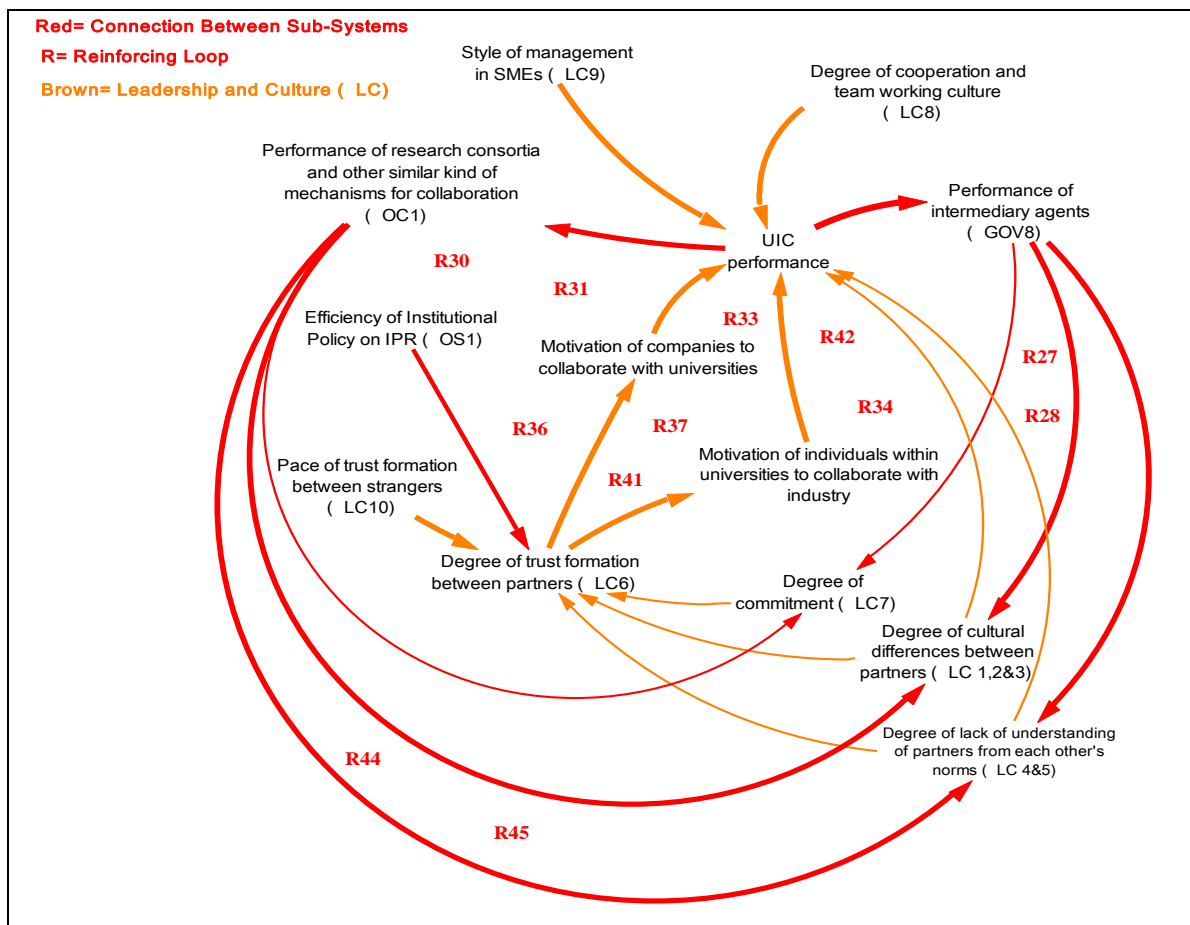 Red= Connection Between Sub-Systems
R= Reinforcing Loop
Brown= Leadership and Culture ( LC)
Style of management
in SMEs ( LC9)
Degree of cooperation and
team working culture
( LC8)
Performance of research consortia
and other similar kind of
mechanisms for collaboration
( OC1)
Performance of
intermediary agents
( GOV8)
UIC
performance
R30
R31
Efficiency of Institutional
Policy on IPR ( OS1)
R33
R42
Motivation of companies to
collaborate with universities
R27
R28
R34
R36
R37
Motivation of individuals within
universities to collaborate with
industry
Pace of trust formation
between strangers
( LC10)
R41
Degree of trust formation
between partners ( LC6)
Degree of
commitment ( LC7)
Degree of cultural
differences between
partners ( LC 1,2&3)
Degree of lack of understanding
of partners from each other's
norms ( LC 4&5)
R44
R45